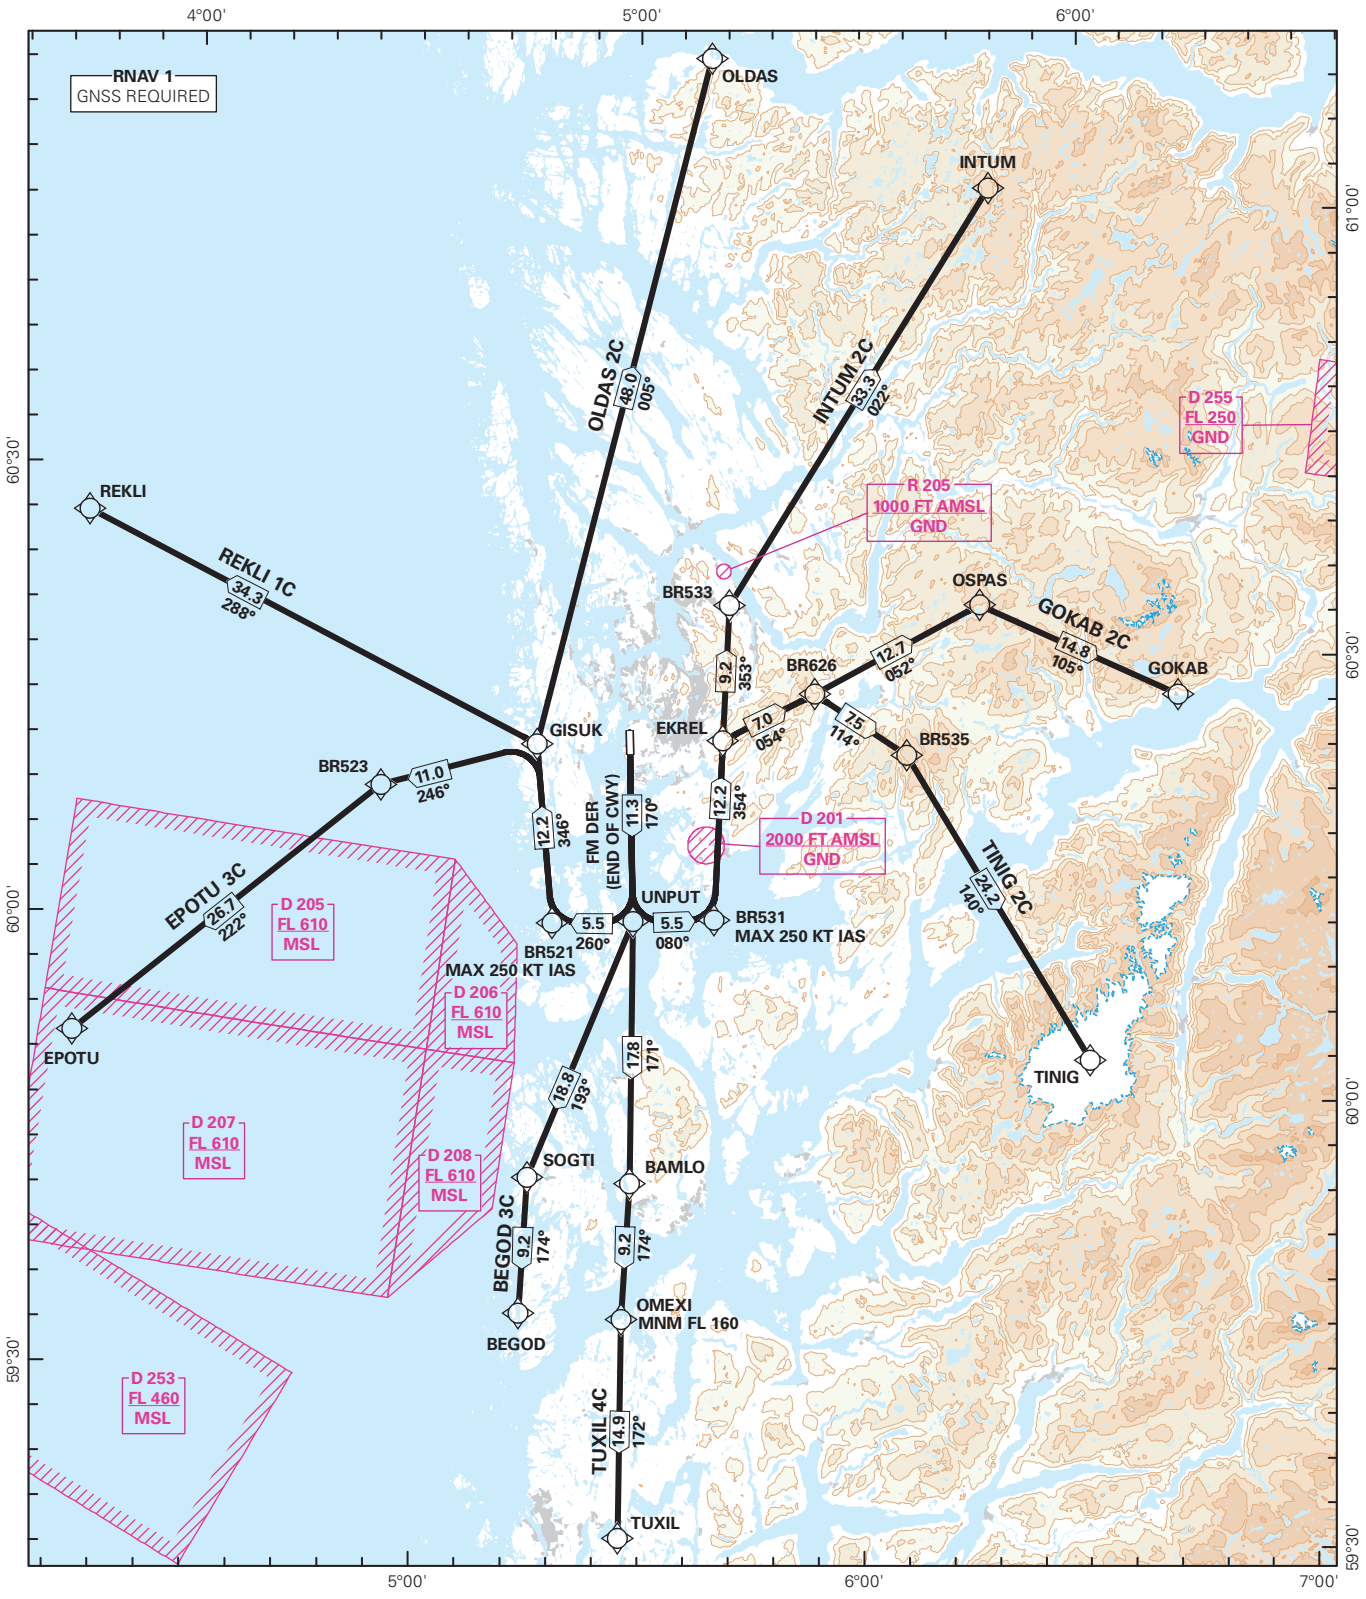 4°00'
5°00'
6°00'
RNAV 1
GNSS REQUIRED
OLDAS
INTUM
61°00'
OLDAS 2C
48.0
005°
INTUM 2C
33.3
022°
D 255
FL 250
GND
60°30'
REKLI
R 205
1000 FT AMSL
GND
REKLI 1C
34.3
288°
BR533
OSPAS
GOKAB 2C
14.8
105°
60°30'
12.7
052°
BR626
GOKAB
9.2
353°
GISUK
EKREL
7.0
054°
7.5
114°
BR535
BR523
11.0
246°
12.2
346°
FM DER
(END OF CWY)
11.3
170°
12.2
354°
D 201
2000 FT AMSL
GND
EPOTU 3C
26.7
222°
TINIG 2C
24.2
140°
60°00'
D 205
FL 610
MSL
UNPUT
5.5
260°
5.5
080°
BR531
MAX 250 KT IAS
BR521
MAX 250 KT IAS
D 206
FL 610
MSL
EPOTU
17.8
171°
18.8
193°
TINIG
60°00'
D 207
FL 610
MSL
D 208
FL 610
MSL
SOGTI
BAMLO
BEGOD 3C
9.2
174°
9.2
174°
OMEXI
MNM FL 160
BEGOD
59°30'
D 253
FL 460
MSL
TUXIL 4C
14.9
172°
TUXIL
59°30'
5°00'
6°00'
7°00'